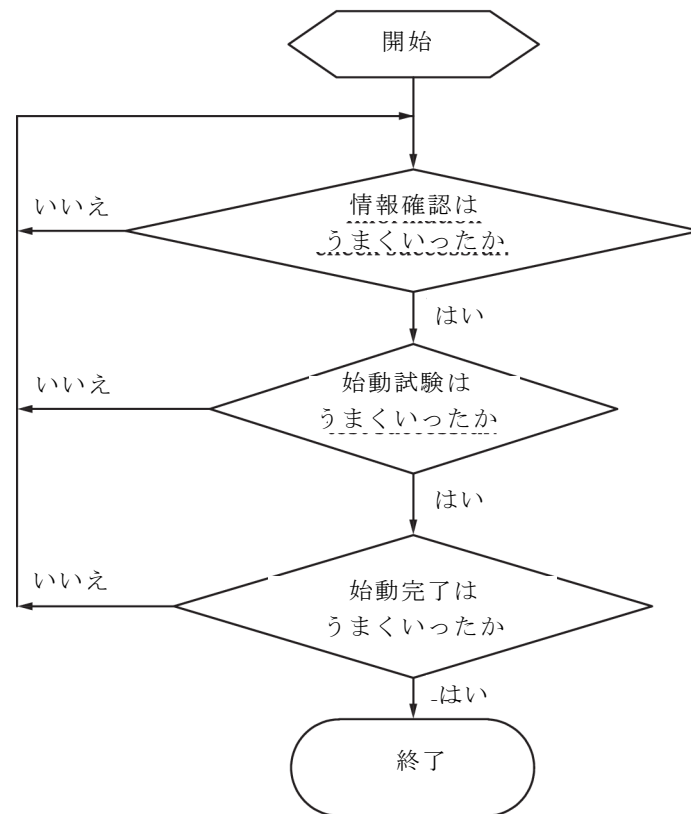 開始
いいえ
情報確認は
うまくいったか
はい
いいえ
始動試験は
うまくいったか
はい
いいえ
始動完了は
うまくいったか
はい
終了